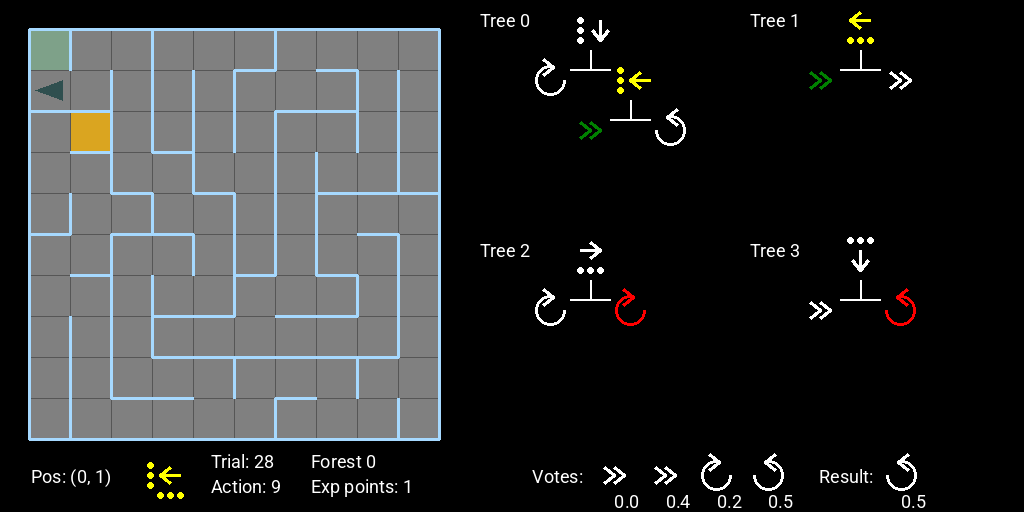 Tree 0
Tree 1
Tree 2
Tree 3
Pos: (0, 1)
Trial: 28
Forest 0
Action: 9
Exp points: 1
Votes:
0.0
0.4
0.2
0.5
Result:
0.5